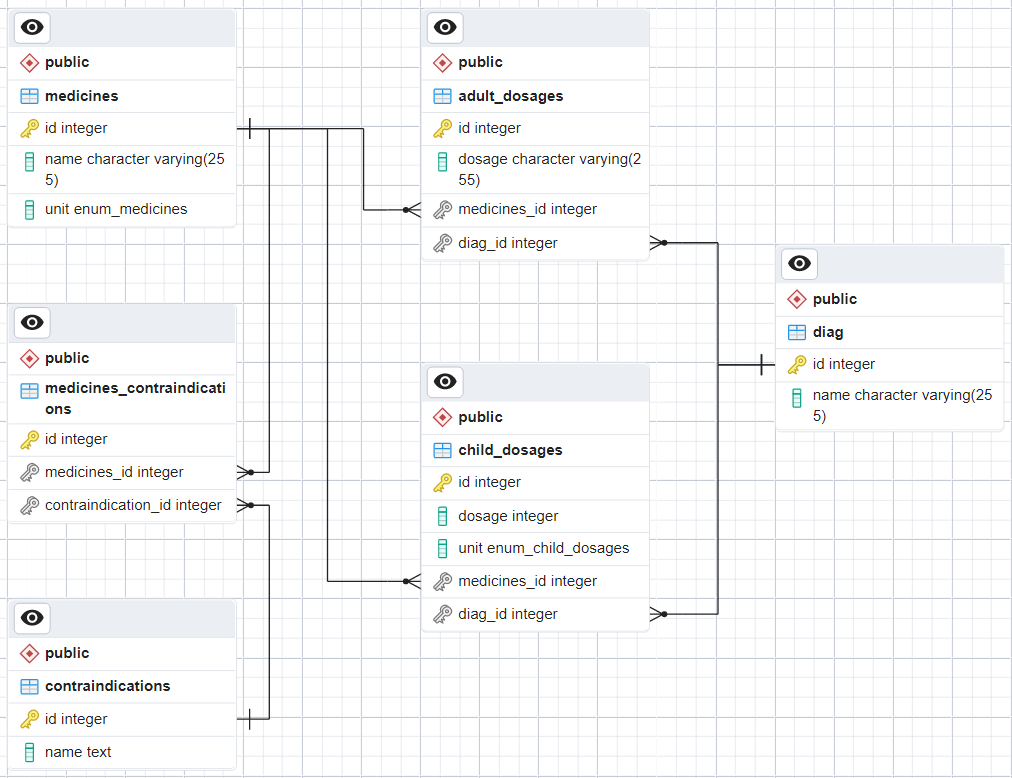 public
medicines
id integer
name character varying(25
5)
unit enum_medicines
public
medicines_contraindicati
ons
id integer
medicines_id integer
contraindication_id integer
public
contraindications
id integer
name text
public
adult_dosages
id integer
dosage character varying(2
55)
medicines_id integer
diag_id integer
public
child_dosages
id integer
dosage integer
unit enum_child_dosages
medicines_id integer
diag_id integer
public
diag
id integer
name character varying(25
5)